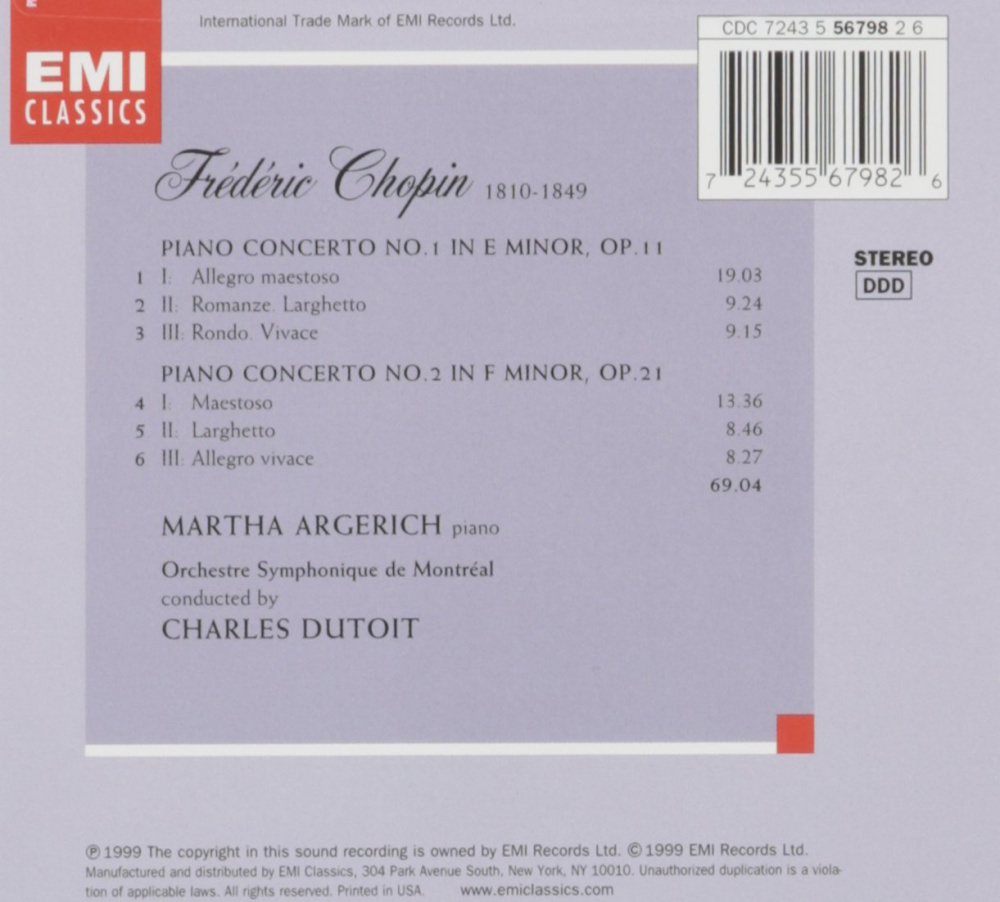 International Trade Mark of EMI Records Ltd.
CDC 7243 5 56798 2 6
EMI
CLASSICS
7 24355 67982 6
Frédéric Chopin 1810-1849
PIANO CONCERTO NO.1 IN E MINOR, OP.11
1 I: Allegro maestoso 19.03
2 II: Romanze. Larghetto 9.24
3 III: Rondo. Vivace 9.15
STEREO
DDD
PIANO CONCERTO NO.2 IN F MINOR, OP.21
4 I: Maestoso 13.36
5 II: Larghetto 8.46
6 III: Allegro vivace 8.27
69.04
MARTHA ARGERICH piano
Orchestre Symphonique de Montréal
conducted by
CHARLES DUTOIT
℗ 1999 The copyright in this sound recording is owned by EMI Records Ltd. © 1999 EMI Records Ltd.
Manufactured and distributed by EMI Classics, 304 Park Avenue South, New York, NY 10010. Unauthorized duplication is a viola-
tion of applicable laws. All rights reserved. Printed in USA. www.emiclassics.com